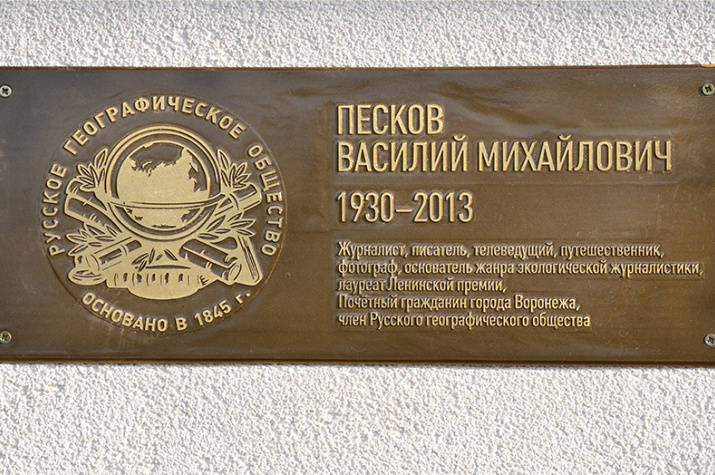 РУССКОЕ ГЕОГРАФИЧЕСКОЕ ОБЩЕСТВО
ОСНОВАНО В 1845 г.
ПЕСКОВ
ВАСИЛИЙ МИХАЙЛОВИЧ
1930–2013
Журналист, писатель, телеведущий, путешественник,
фотограф, основатель жанра экологической журналистики,
лауреат Ленинской премии,
Почётный гражданин города Воронежа,
член Русского географического общества